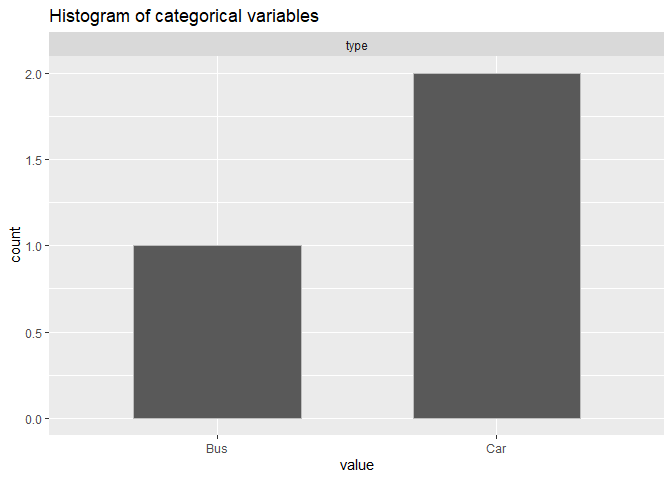 Histogram of categorical variables
type
2.0
1.5
1.0
0.5
0.0
count
Bus Car
value